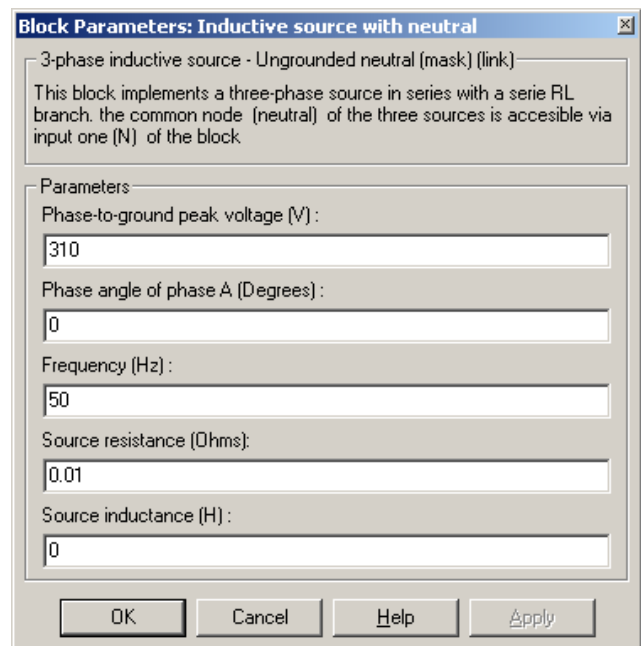 Block Parameters: Inductive source with neutral
3-phase inductive source - Ungrounded neutral (mask) (link)
This block implements a three-phase source in series with a serie RL
branch. the common node (neutral) of the three sources is accesible via
input one (N) of the block
Parameters
Phase-to-ground peak voltage (V) :
310
Phase angle of phase A (Degrees) :
0
Frequency (Hz) :
50
Source resistance (Ohms):
0.01
Source inductance (H) :
0
OK Cancel Help Apply